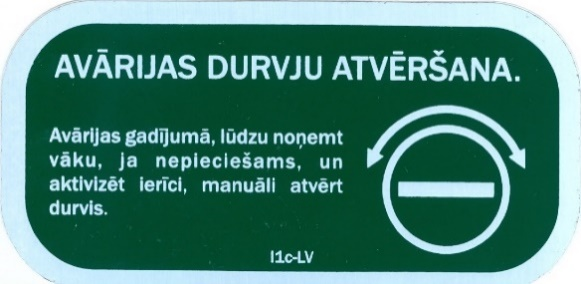 AVĀRIJAS DURVJU ATVĒRŠANA.
Avārijas gadījumā, lūdzu noņemt
vāku, ja nepieciešams, un
aktivizēt ierīci, manuāli atvērt
durvis.
I1c-LV